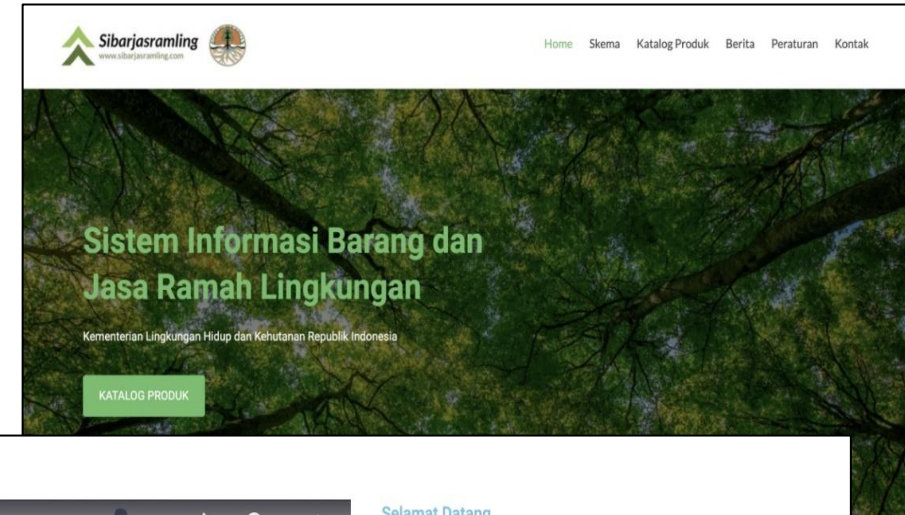 Sibarjasramling
www.sibarjasramling.com
Home Skema Katalog Produk Berita Peraturan Kontak
Sistem Informasi Barang dan
Jasa Ramah Lingkungan
Kementerian Lingkungan Hidup dan Kehutanan Republik Indonesia
KATALOG PRODUK
Selamat Datang